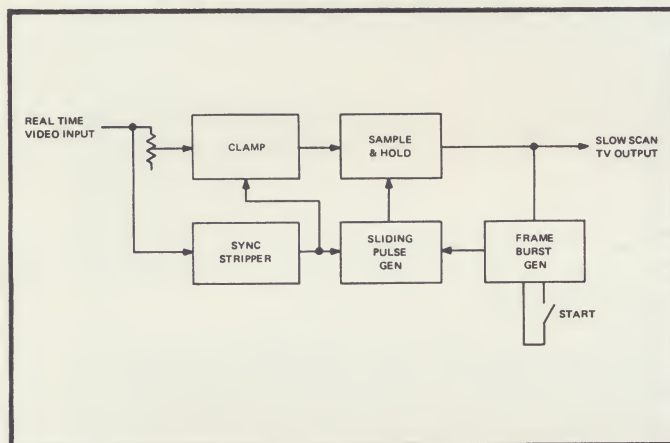 REAL TIME
VIDEO INPUT
CLAMP
SAMPLE
& HOLD
SLOW SCAN
TV OUTPUT
SYNC
STRIPPER
SLIDING
PULSE
GEN
FRAME
BURST
GEN
START